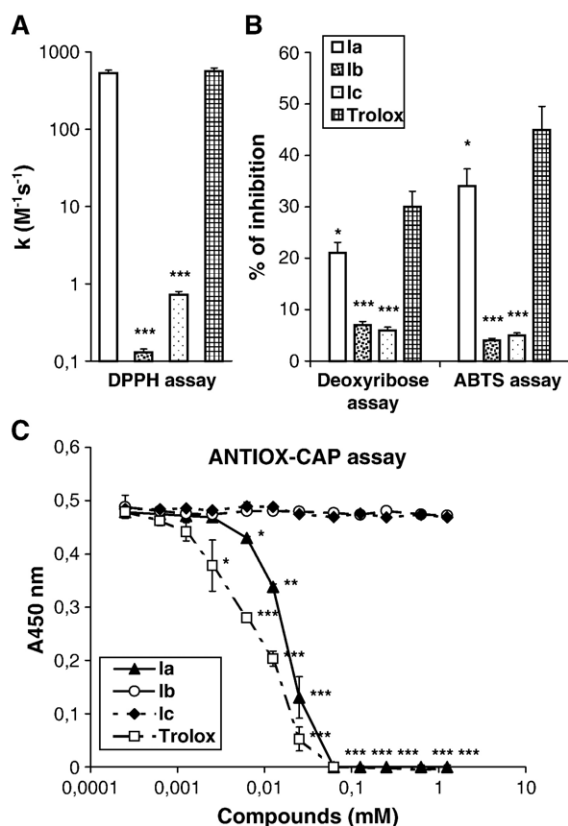 A
1000
100
10
1
0,1
k (M⁻¹s⁻¹)
***
***
DPPH assay
B
Ia
Ib
Ic
Trolox
60
50
40
30
20
10
0
% of inhibition
*
***
***
*
***
***
Deoxyribose
assay
ABTS assay
C
ANTIOX-CAP assay
0,6
0,5
0,4
0,3
0,2
0,1
0
A450 nm
*
*
**
***
***
***
***
*** *** *** ***
Ia
Ib
Ic
Trolox
0,0001
0,001
0,01
0,1
1
10
Compounds (mM)